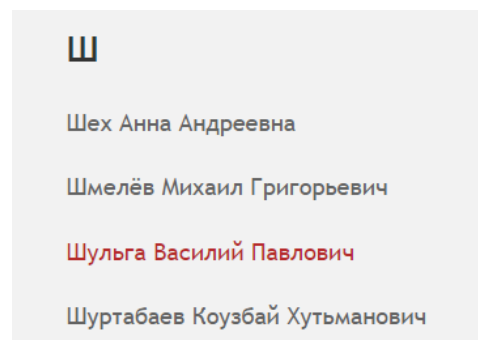 Ш
Шех Анна Андреевна
Шмелёв Михаил Григорьевич
Шульга Василий Павлович
Шуртабаев Коузбай Хутьманович